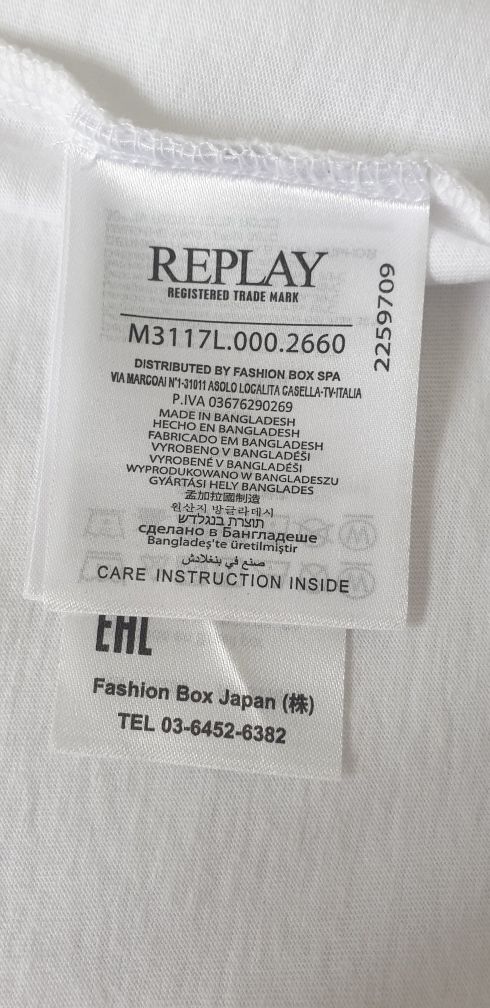 REPLAY
REGISTERED TRADE MARK
M3117L.000.2660
2259709
DISTRIBUTED BY FASHION BOX SPA
VIA MARCOAI N°1-31011 ASOLO LOCALITA CASELLA-TV-ITALIA
P.IVA 03676290269
MADE IN BANGLADESH
HECHO EN BANGLADESH
FABRICADO EM BANGLADESH
VYROBENO V BANGLADÉŠI
VYROBENÉ V BANGLADÉŠI
WYPRODUKOWANO W BANGLADESZU
GYÁRTÁSI HELY BANGLADES
孟加拉國制造
원산지 방글라데시
תוצרת בנגלדש
сделано в Бангладеше
Bangladeş'te üretilmiştir
صنع في بنغلادش
CARE INSTRUCTION INSIDE
EAC
Fashion Box Japan (株)
TEL 03-6452-6382